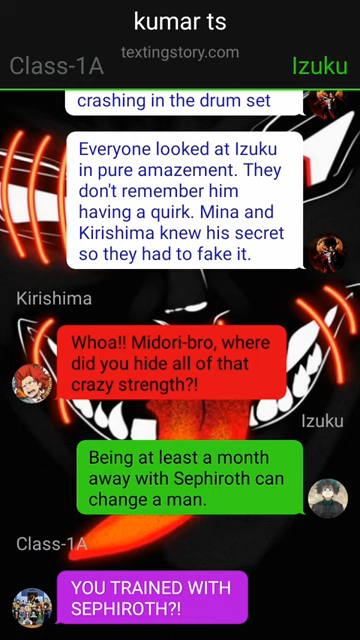 kumar ts
textingstory.com
Class-1A
Izuku
crashing in the drum set
Everyone looked at Izuku
in pure amazement. They
don't remember him
having a quirk. Mina and
Kirishima knew his secret
so they had to fake it.
Kirishima
Whoa!! Midori-bro, where
did you hide all of that
crazy strength?!
Izuku
Being at least a month
away with Sephiroth can
change a man.
Class-1A
YOU TRAINED WITH
SEPHIROTH?!